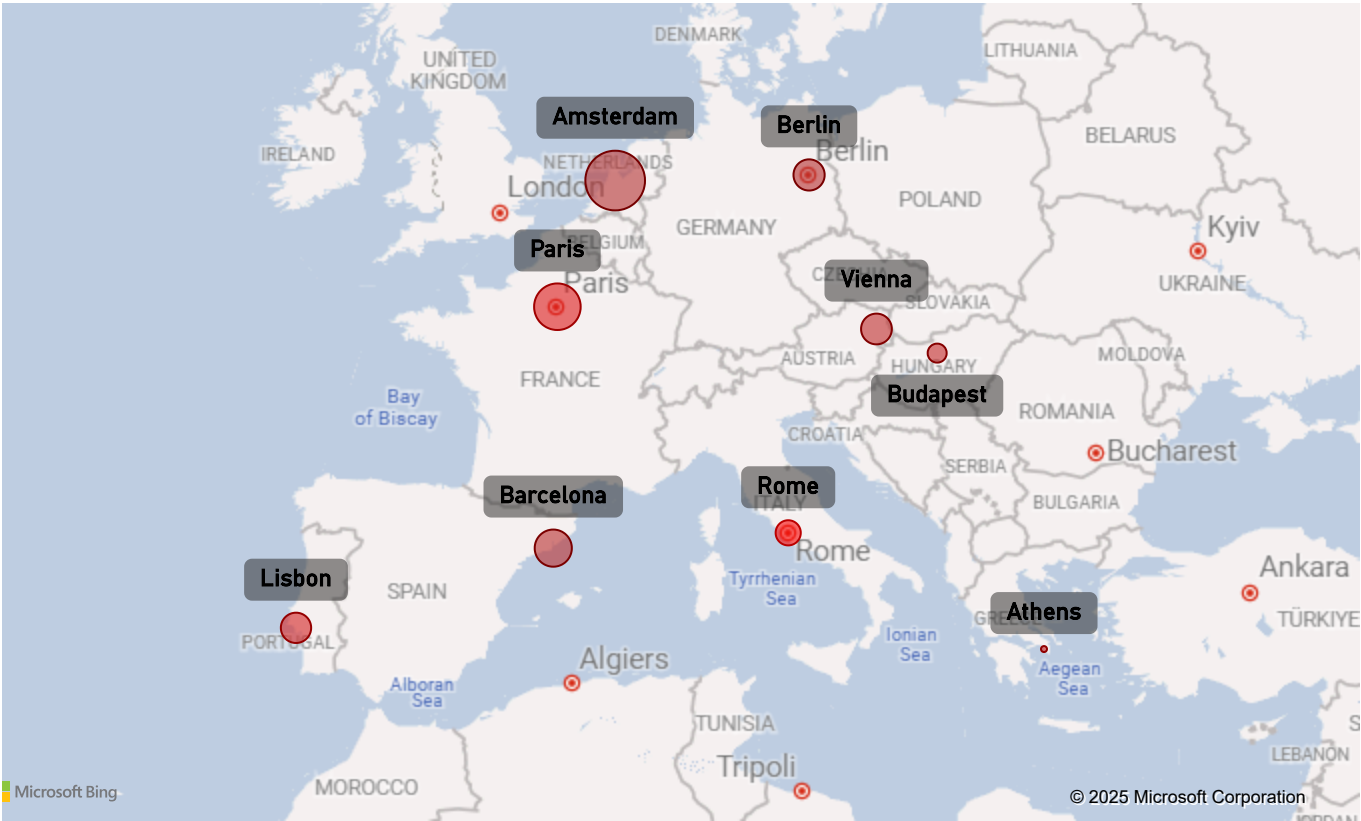 DENMARK
LITHUANIA
UNITED
KINGDOM
Amsterdam
Berlin
BELARUS
IRELAND
NETHERLANDS
Berlin
London
POLAND
GERMANY
Kyiv
BELGIUM
Paris
Paris
CZECHIA
Vienna
UKRAINE
SLOVAKIA
AUSTRIA
HUNGARY
MOLDOVA
FRANCE
Budapest
Bay
of Biscay
ROMANIA
CROATIA
Bucharest
SERBIA
Barcelona
Rome
ITALY
BULGARIA
Rome
Lisbon
SPAIN
Tyrrhenian
Sea
Ankara
Athens
GREECE
TÜRKIYE
PORTUGAL
Ionian
Sea
Algiers
Aegean
Sea
Alboran
Sea
TUNISIA
LEBANON
Tripoli
MOROCCO
Microsoft Bing
© 2025 Microsoft Corporation